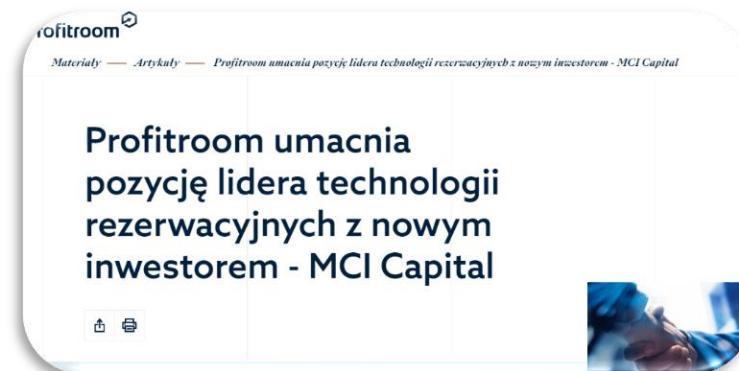 rofitroom
Materiały — Artykuły — Profitroom umacnia pozycję lidera technologii rezerwacyjnych z nowym inwestorem - MCI Capital
Profitroom umacnia
pozycję lidera technologii
rezerwacyjnych z nowym
inwestorem - MCI Capital